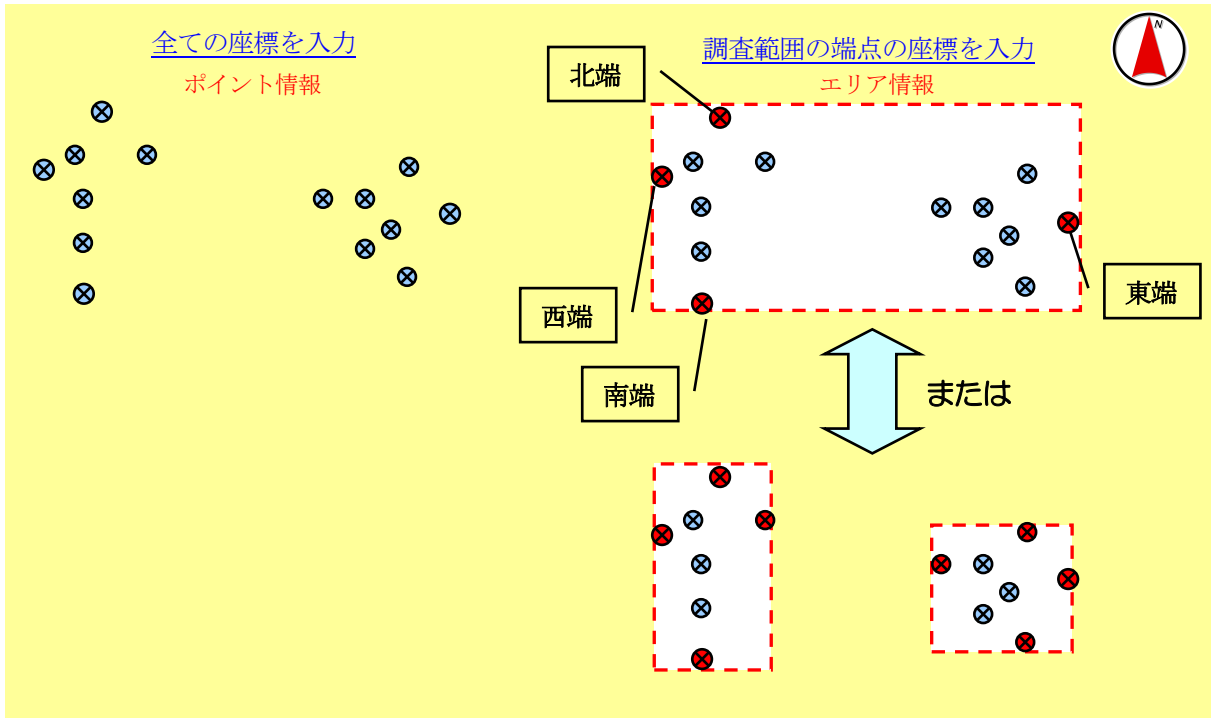 全ての座標を入力
ポイント情報
調査範囲の端点の座標を入力
エリア情報
N
北端
西端
東端
南端
または